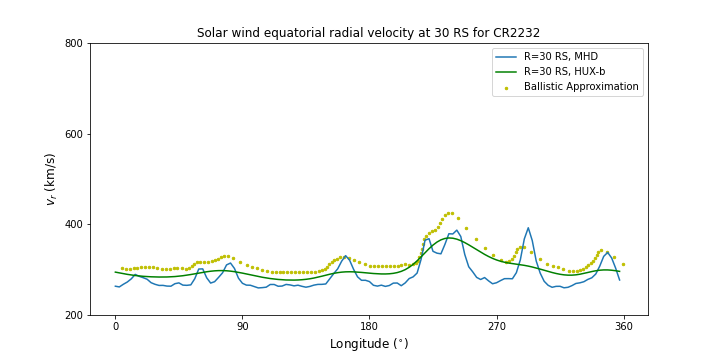 Solar wind equatorial radial velocity at 30 RS for CR2232
R=30 RS, MHD
R=30 RS, HUX-b
Ballistic Approximation
800
600
400
200
v_r (km/s)
0 90 180 270 360
Longitude (°)